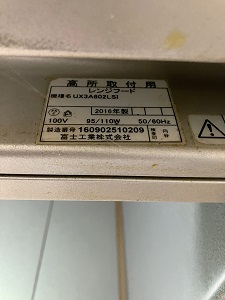 高所取付用
レンジフード
機種名 UX3A602LSI
2016年製
100V 95/110W 50/60Hz
製造番号 160902510209
富士工業株式会社